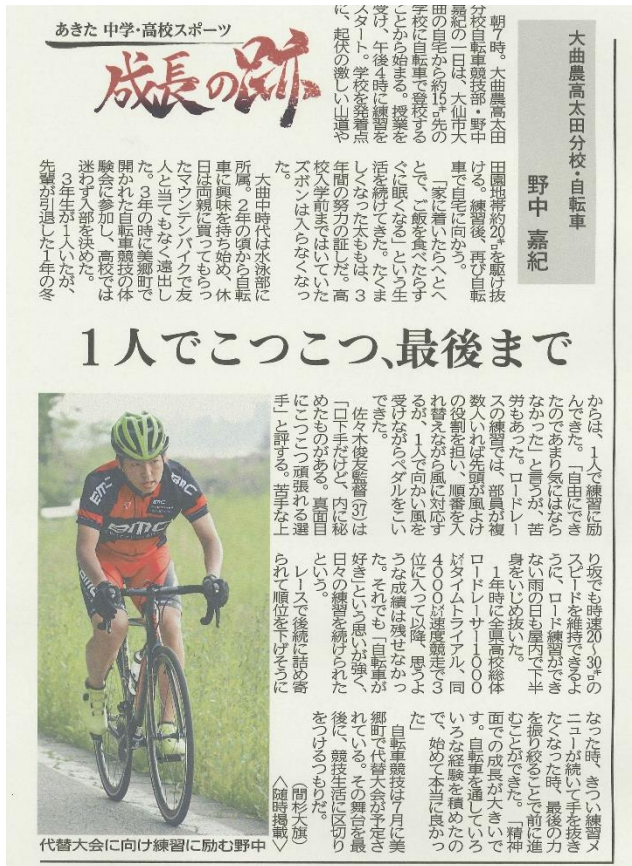 あきた 中学・高校スポーツ
成長の跡
大曲農高太田分校・自転車
野中 嘉紀
朝7時。大曲農高太田
分校自転車競技部・野中
嘉紀の一日は、大仙市大
曲の自宅から約15㌔先の
学校に自転車で登校する
ことから始まる。授業を
受け、午後4時に練習を
スタート。学校を発着点
に、起伏の激しい山道や
田園地帯約20㌔を駆け抜
ける。練習後、再び自転
車で自宅に向かう。
「家に着いたらへとへ
とで、ご飯を食べたらす
ぐに眠くなる」という生
活を続けてきた。たくま
しくなった太ももは、3
年間の努力の証しだ。高
校入学前まではいていた
ズボンは入らなくなっ
た。
大曲中時代は水泳部に
所属。2年の頃から自転
車に興味を持ち始め、休
日は両親に買ってもらっ
たマウンテンバイクで友
人と当てもなく遠出し
た。3年の時に美郷町で
開かれた自転車競技の体
験会に参加し、高校では
迷わず入部を決めた。
3年生が1人いたが、
先輩が引退した1年の冬
1人でこつこつ、最後まで
からは、1人で練習に励
んできた。「自由にでき
たのであまり気にはなら
なかった」と言うが、苦
労もあった。ロードレー
スの練習では、部員が複
数人いれば先頭が風よけ
の役割を担い、順番を入
れ替えながら風に対応す
るが、1人で向かい風を
受けながらペダルをこい
できた。
佐々木俊友監督(37)は
「口下手だけど、内に秘
めたものがある。真面目
にこつこつ頑張れる選
手」と評する。苦手な上
り坂でも時速20～30㌔の
スピードを維持できるよ
うに、ロード練習ができ
ない雨の日も屋内で下半
身をいじめ抜いた。
1年時に全県高校総体
ロードレーサー1000
㍍タイムトライアル、同
4000㍍速度競走で3
位に入って以降、思うよ
うな成績は残せなかっ
た。それでも「自転車が
好き」という思いが強く、
日々の練習を続けられた
という。
レースで後続に詰め寄
られて順位を下げそうに
なった時、きつい練習メ
ニューが続いて手を抜き
たくなった時、最後の力
を振り絞ることで前に進
むことができた。「精神
面での成長が大きいで
す。自転車を通していろ
いろな経験を積めたの
で、始めて本当に良かっ
た」
自転車競技は7月に美
郷町で代替大会が予定さ
れている。その舞台を最
後に、競技生活に区切り
をつけるつもりだ。
（間杉大旗）
〈随時掲載〉
BMC
BMC
代替大会に向け練習に励む野中